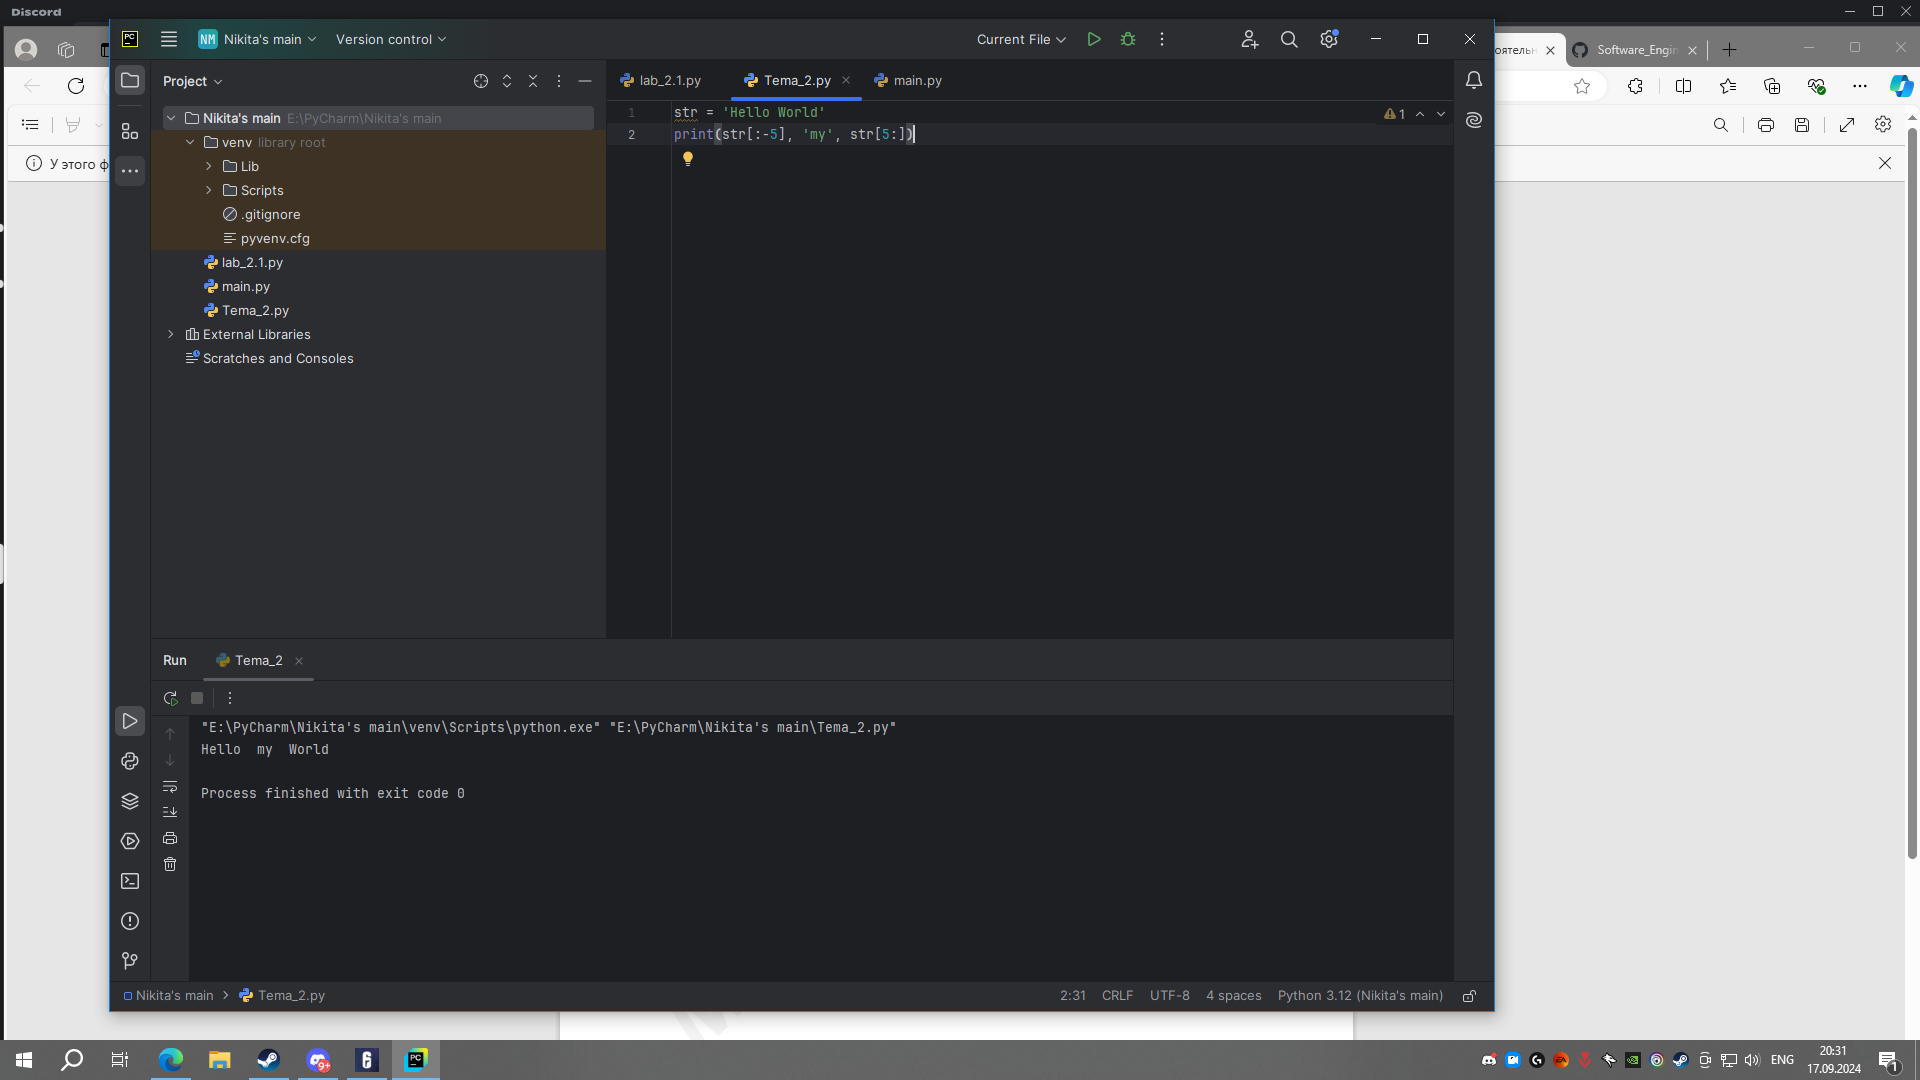 Discord
NM Nikita's main
Version control
Current File
оятельн
Software_Engin
Project
lab_2.1.py
Tema_2.py
main.py
Nikita's main E:\PyCharm\Nikita's main
venv library root
Lib
Scripts
.gitignore
pyvenv.cfg
lab_2.1.py
main.py
Tema_2.py
External Libraries
Scratches and Consoles
У этого ф
1 str = 'Hello World'
2 print(str[:-5], 'my', str[5:])
1
Run
Tema_2
"E:\PyCharm\Nikita's main\venv\Scripts\python.exe" "E:\PyCharm\Nikita's main\Tema_2.py"
Hello  my  World
Process finished with exit code 0
Nikita's main > Tema_2.py
2:31 CRLF UTF-8 4 spaces Python 3.12 (Nikita's main)
9+
ENG
20:31
17.09.2024
1